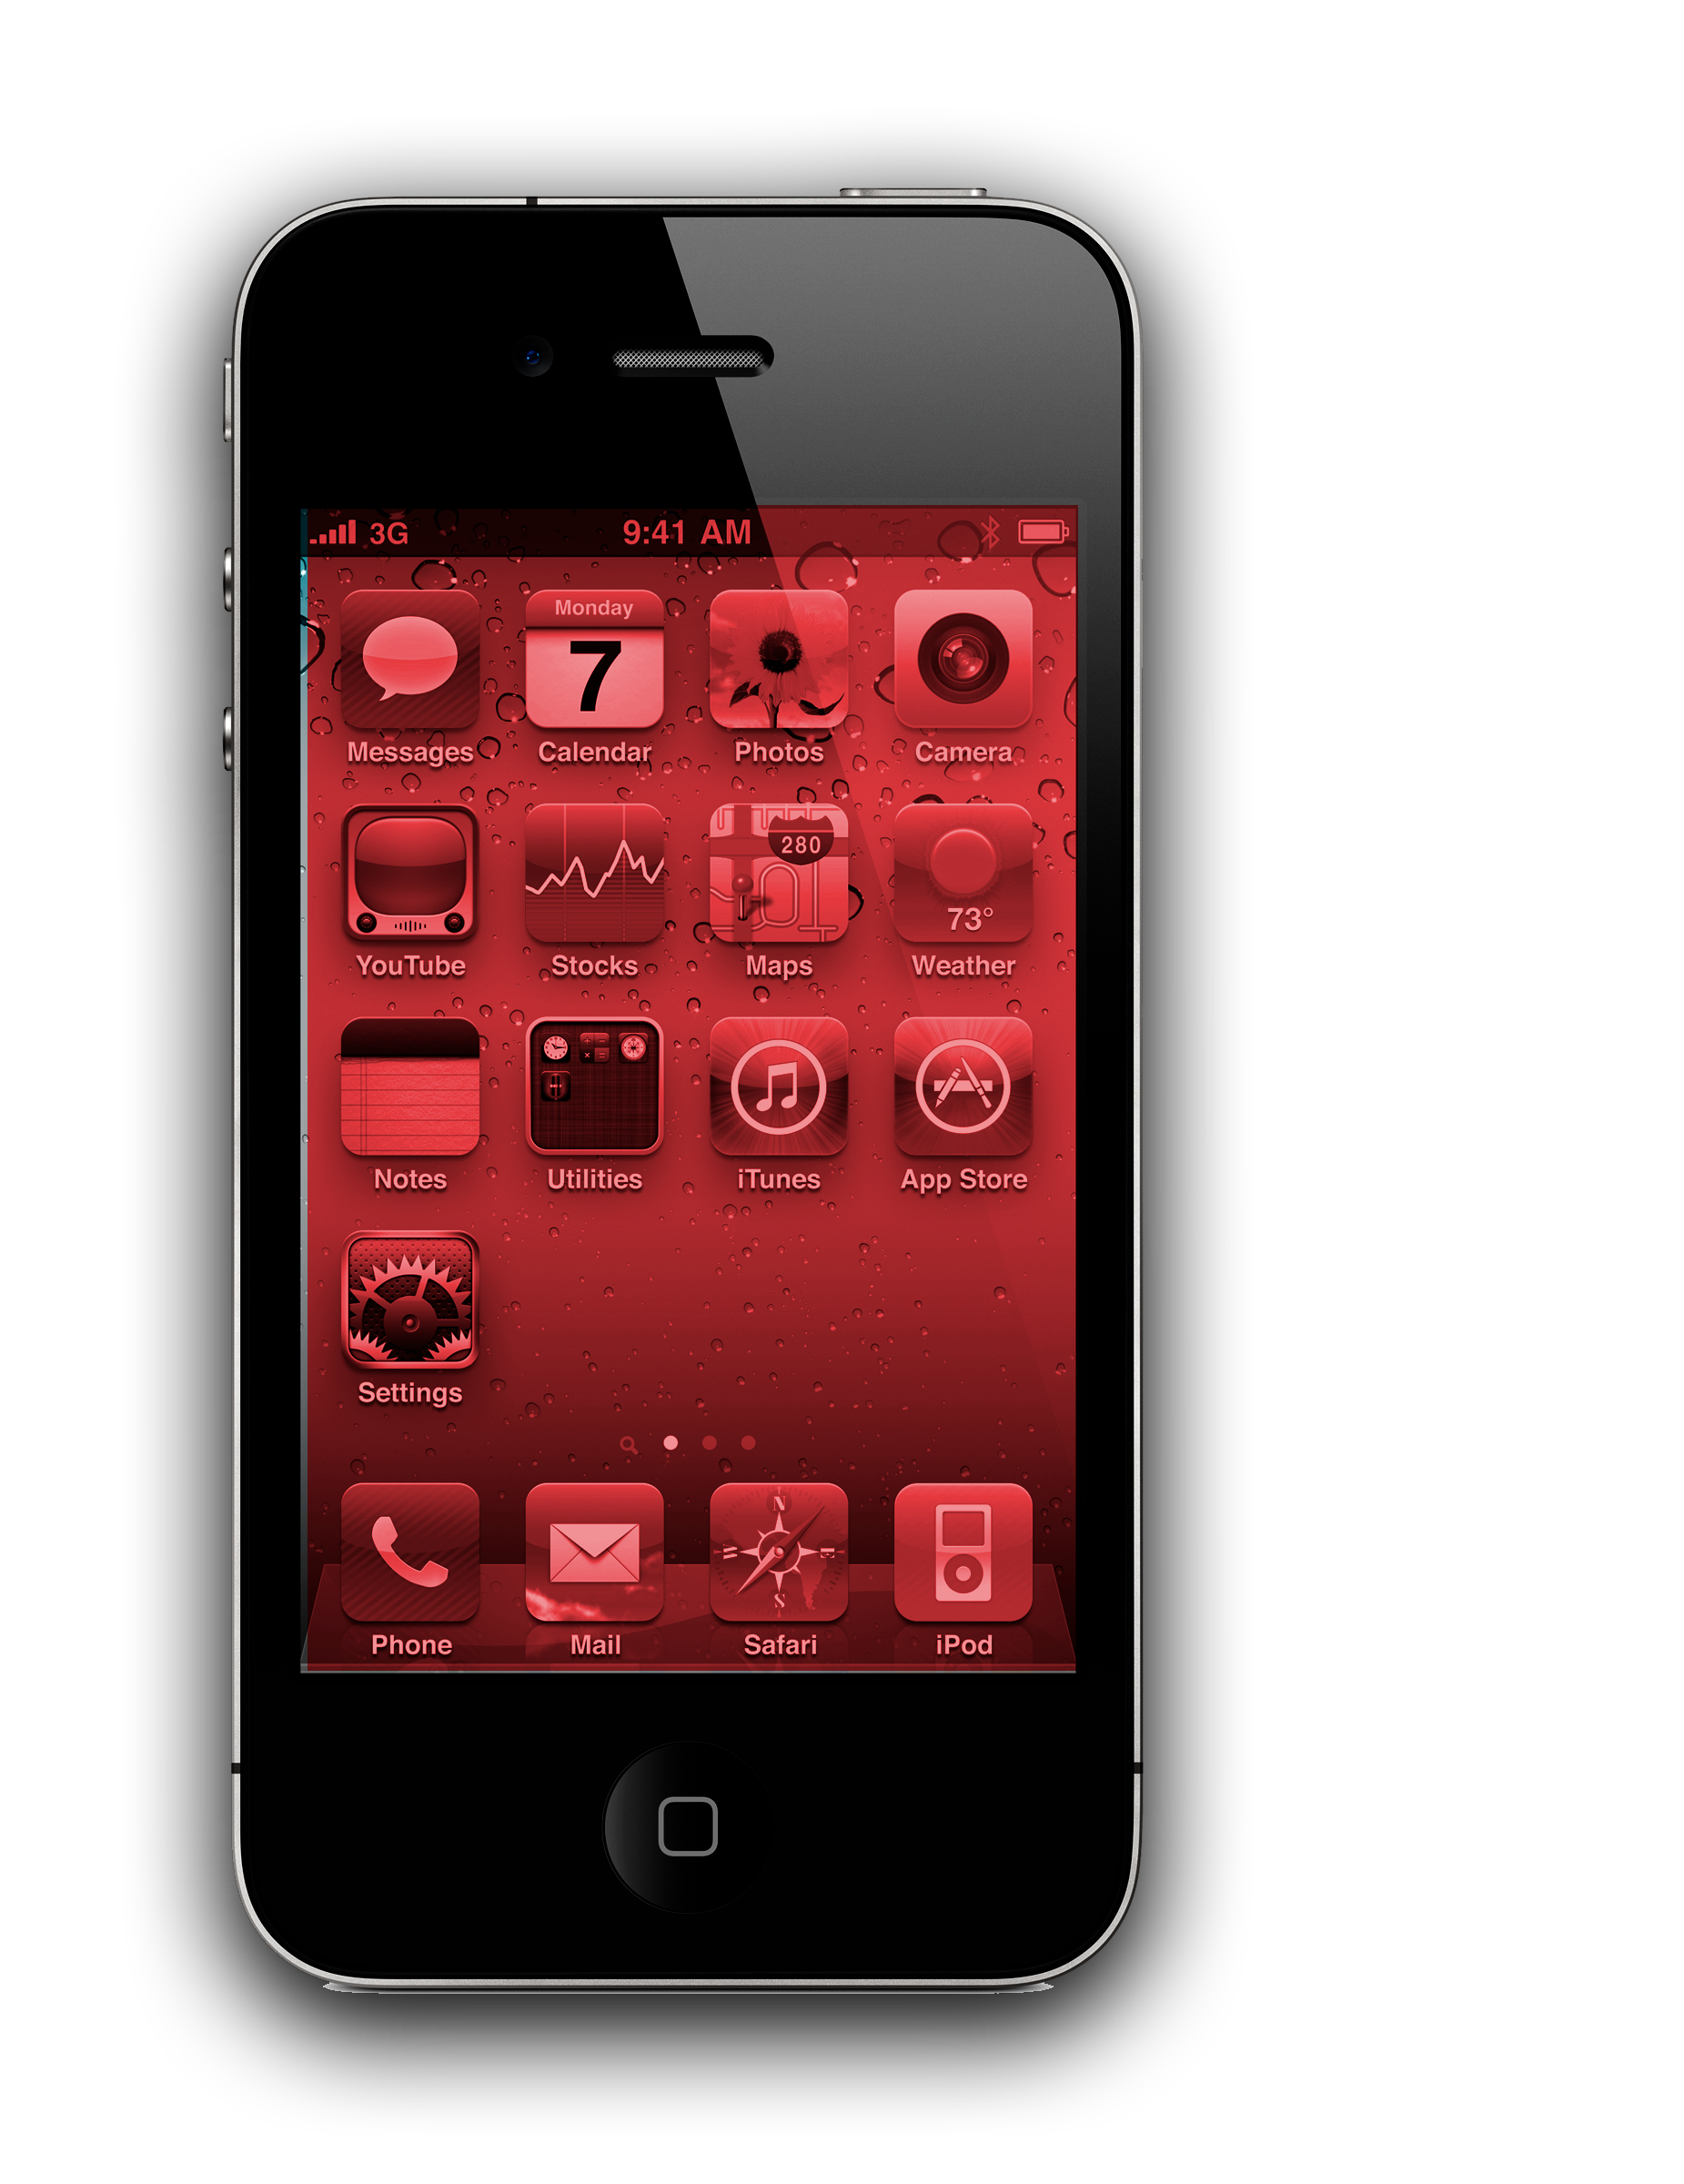 3G 9:41 AM
Monday
7
Messages Calendar Photos Camera
280
73°
YouTube Stocks Maps Weather
Notes Utilities iTunes App Store
Settings
N
W E
S
Phone Mail Safari iPod